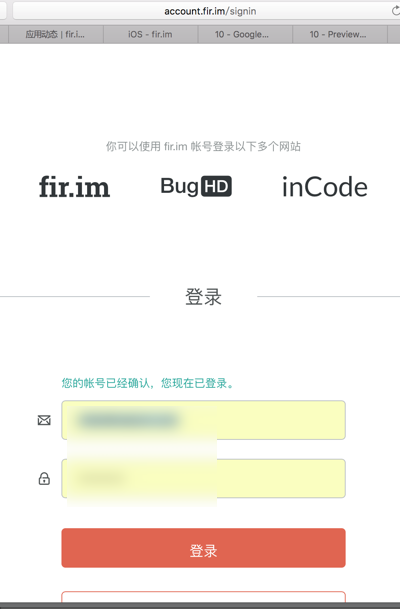 account.fir.im/signin
应用动态 | fir.i...
iOS - fir.im
10 - Google...
10 - Preview...
你可以使用 fir.im 帐号登录以下多个网站
fir.im
BugHD
inCode
登录
您的帐号已经确认，您现在已登录。
登录